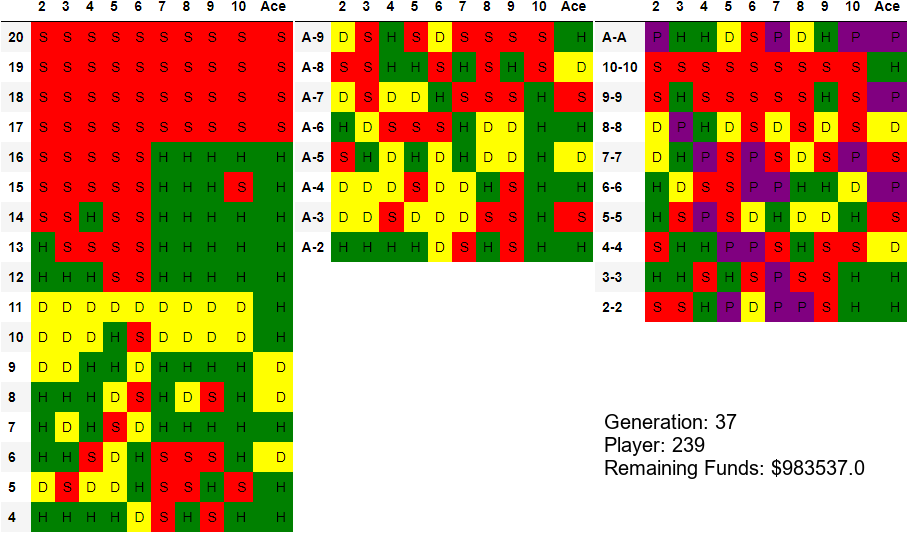 2 3 4 5 6 7 8 9 10 Ace
20 S S S S S S S S S S
19 S S S S S S S S S S
18 S S S S S S S S S S
17 S S S S S S S S S S
16 S S S S S H H H H H
15 S S S S S H H H S H
14 S S H S S H H H H H
13 H S S S S H H H H H
12 H H H S S H H H H H
11 D D D D D D D D D H
10 D D D H S D D D D H
9 D D H H D H H H H D
8 H H H D S H D S H D
7 H D H S D H H H H H
6 H H S D H S S S H D
5 D S D D H S S H S H
4 H H H H D S H S H H
2 3 4 5 6 7 8 9 10 Ace
A-9 D S H S D S S S S H
A-8 S S H H S H S H S D
A-7 D S D D H S S S H S
A-6 H D S S S H D D H H
A-5 S H D H D H D D H D
A-4 D D D S D D H S H H
A-3 D D S D D D S S H S
A-2 H H H H D S H S H H
2 3 4 5 6 7 8 9 10 Ace
A-A P H H D S P D H P P
10-10 S S S S S S S S S H
9-9 S H S S S S S H S P
8-8 D P H D S D S D S D
7-7 D H P S P S D S P S
6-6 H D S S P P H H D P
5-5 H S P S D H D D H S
4-4 S H H P P S H S S D
3-3 H H S H S P S S H H
2-2 S S H P D P P S H H
Generation: 37
Player: 239
Remaining Funds: $983537.0